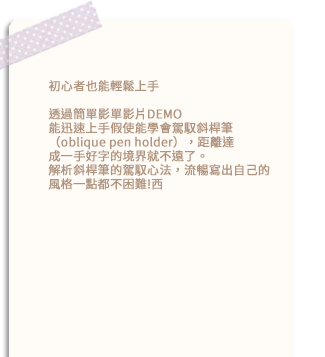 初心者也能輕鬆上手
透過簡單影單影片DEMO
能迅速上手假使能學會駕馭斜桿筆
（oblique pen holder），距離達
成一手好字的境界就不遠了。
解析斜桿筆的駕馭心法，流暢寫出自己的
風格一點都不困難!西